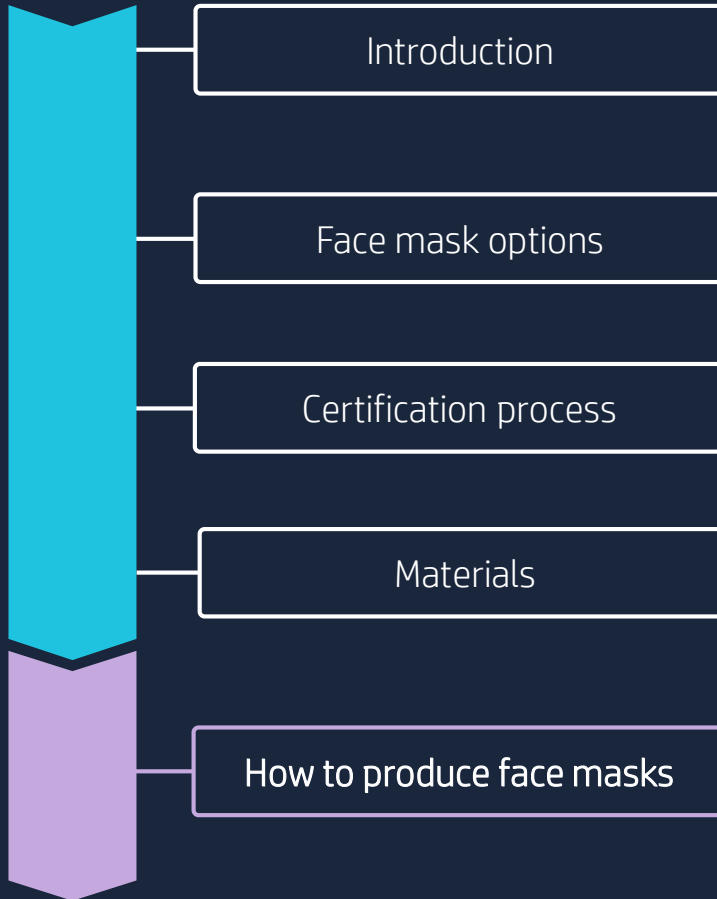 Introduction
Face mask options
Certification process
Materials
How to produce face masks